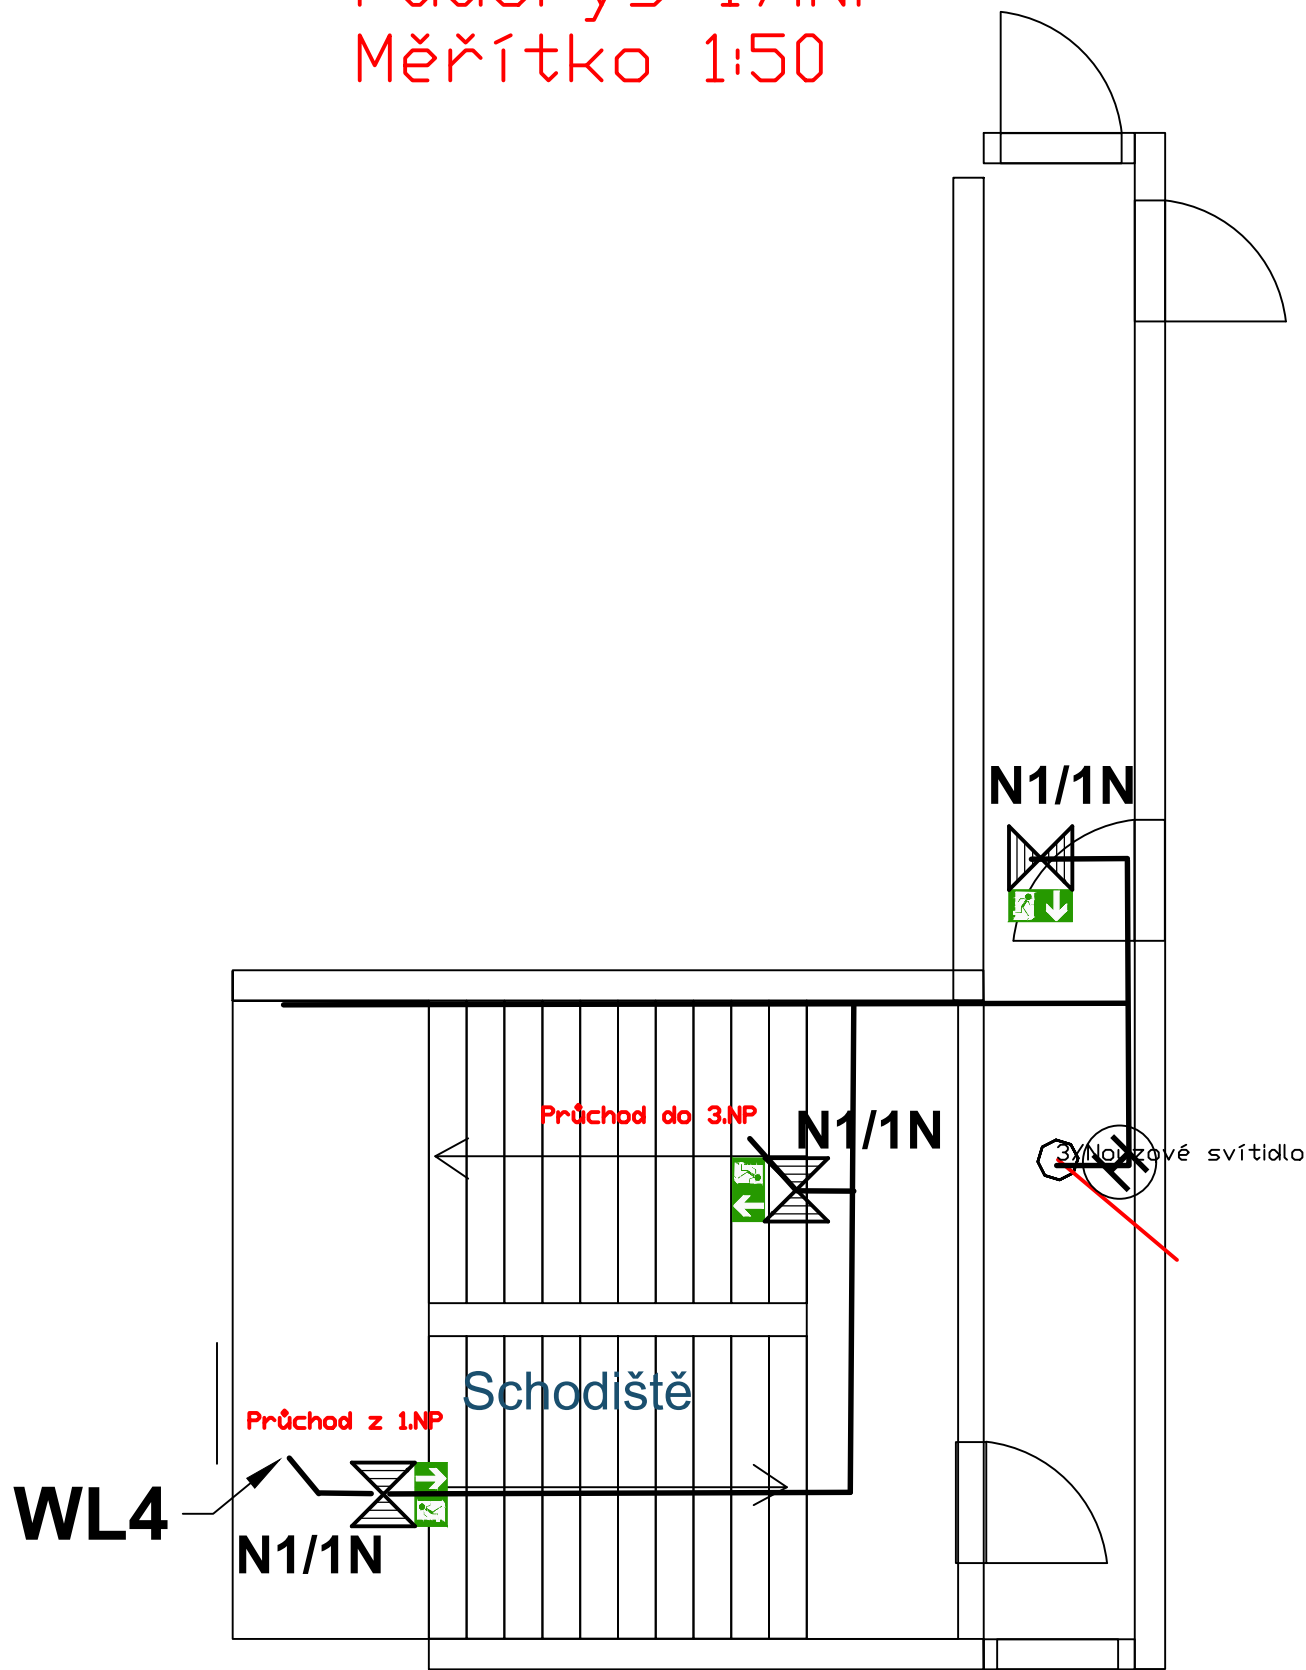 Měřítko 1:50
N1/1N
Průchod do 3.NP
N1/1N
3/Nouzové svítidlo
Schodiště
Průchod z 1.NP
WL4
N1/1N